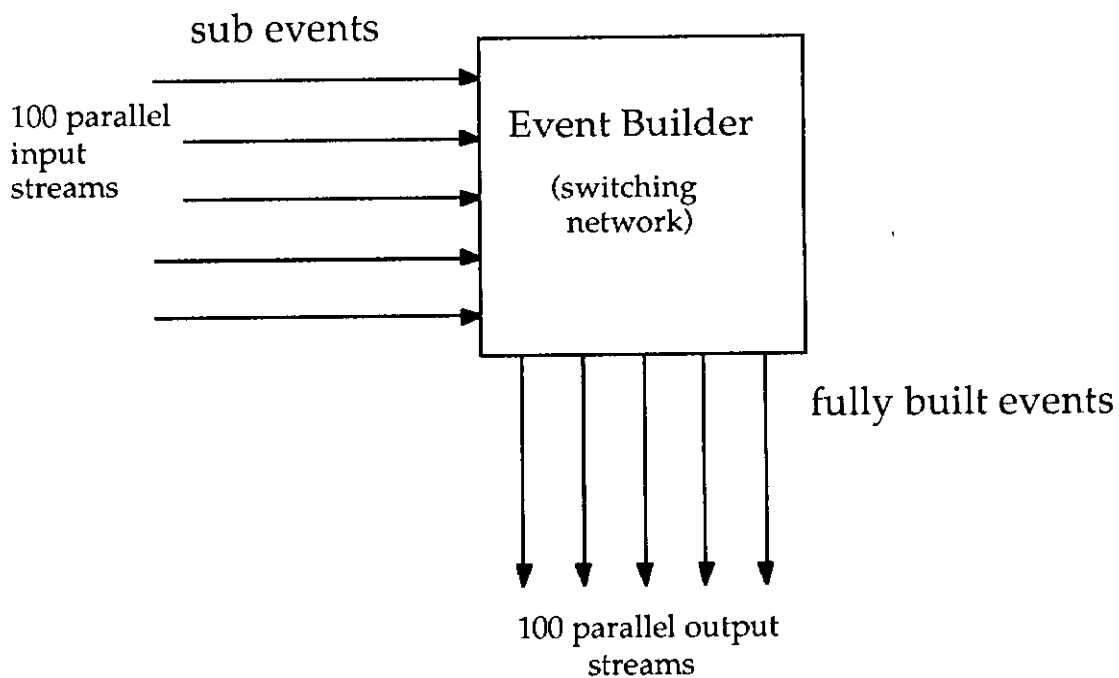 sub events
100 parallel
input
streams
Event Builder
(switching
network)
fully built events
100 parallel output
streams